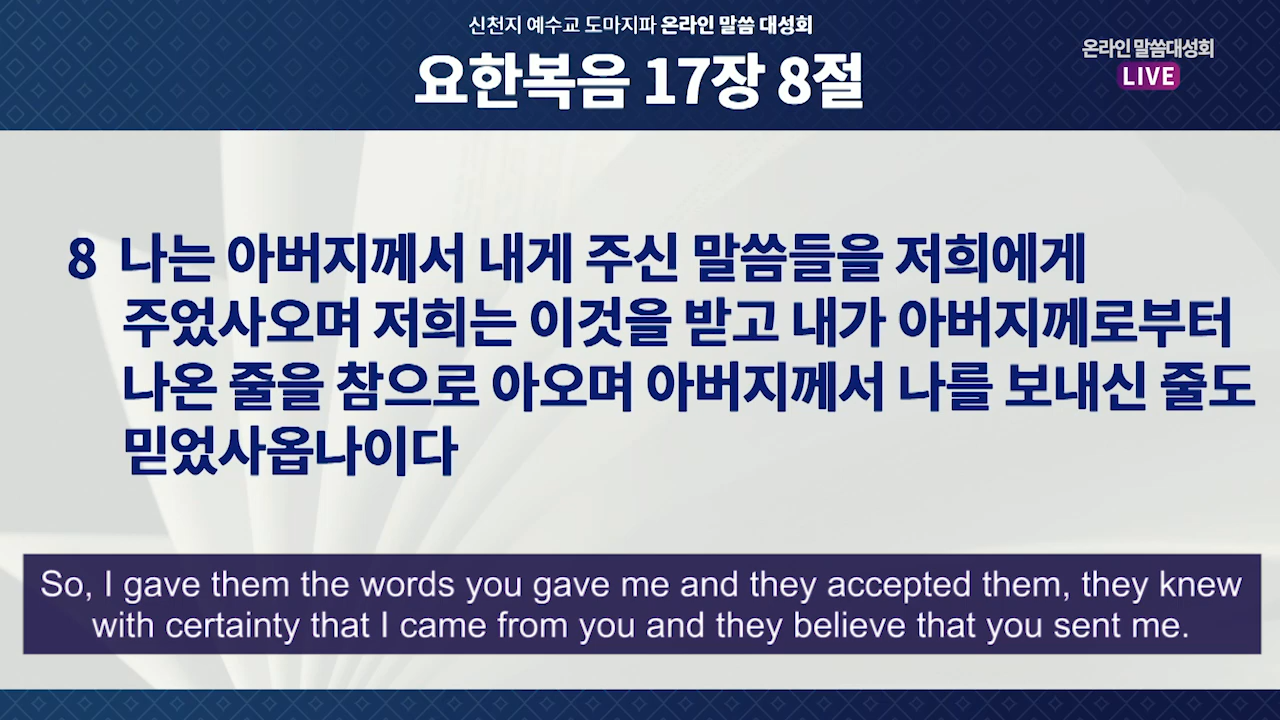 신천지 예수교 도마지파 온라인 말씀 대성회
요한복음 17장 8절
온라인 말씀대성회
LIVE
8 나는 아버지께서 내게 주신 말씀들을 저희에게
주었사오며 저희는 이것을 받고 내가 아버지께로부터
나온 줄을 참으로 아오며 아버지께서 나를 보내신 줄도
믿었사옵나이다
So, I gave them the words you gave me and they accepted them, they knew
with certainty that I came from you and they believe that you sent me.